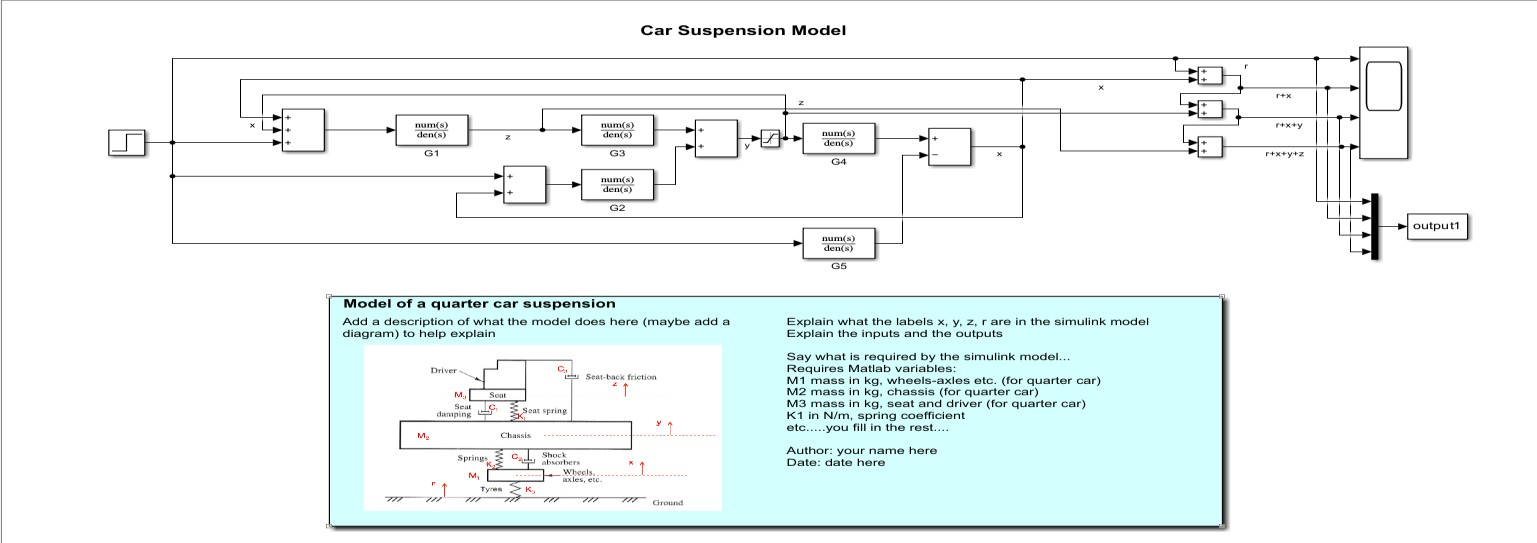 Car Suspension Model
r
x
r+x
z
r+x+y
r+x+y+z
x
+
+
+
num(s)
den(s)
G1
z
num(s)
den(s)
G3
+
+
y
num(s)
den(s)
G4
+
−
x
+
+
+
+
+
+
+
+
num(s)
den(s)
G2
num(s)
den(s)
G5
output1
Model of a quarter car suspension
Add a description of what the model does here (maybe add a
diagram) to help explain
Driver
C3
Seat-back friction
z
M3
Seat
Seat
damping
C1
K1
Seat spring
y
M2
Chassis
Springs
K2
C2
Shock
absorbers
x
M1
Wheels,
axles, etc.
r
Tyres
K3
Ground
Explain what the labels x, y, z, r are in the simulink model
Explain the inputs and the outputs
Say what is required by the simulink model...
Requires Matlab variables:
M1 mass in kg, wheels-axles etc. (for quarter car)
M2 mass in kg, chassis (for quarter car)
M3 mass in kg, seat and driver (for quarter car)
K1 in N/m, spring coefficient
etc.....you fill in the rest....
Author: your name here
Date: date here